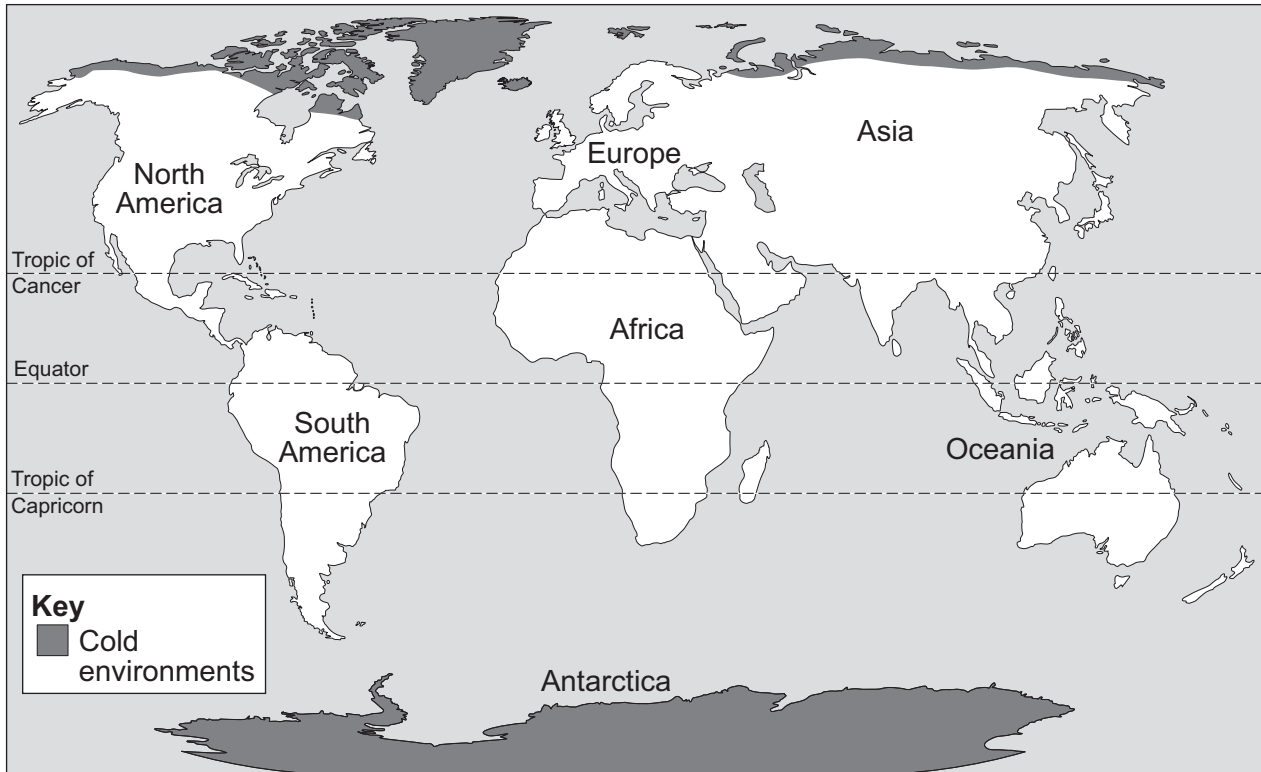 North
America
Europe
Asia
Tropic of
Cancer
Africa
Equator
South
America
Oceania
Tropic of
Capricorn
Key
Cold
environments
Antarctica